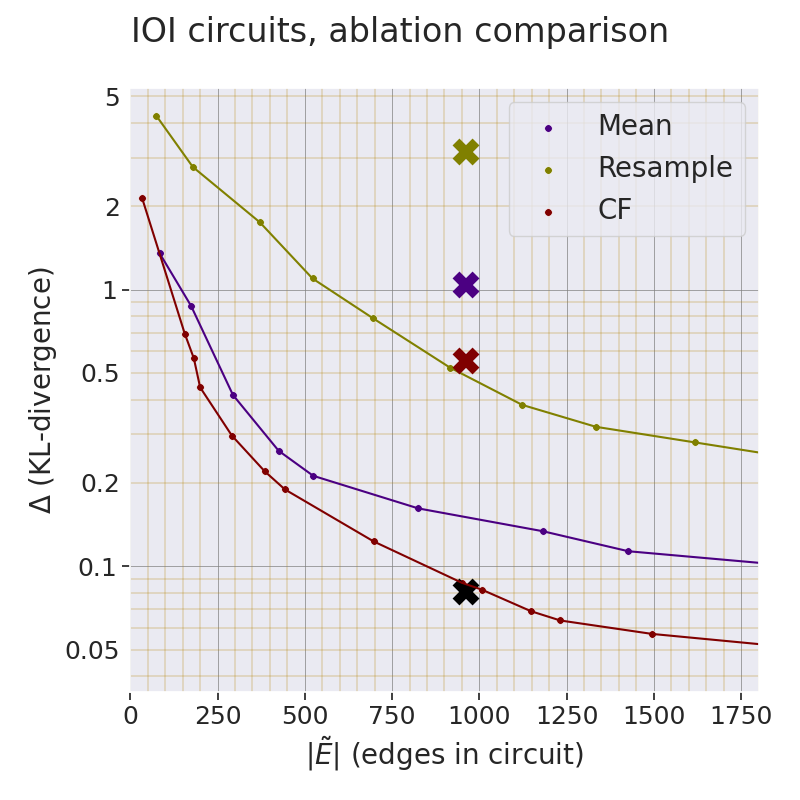 IOI circuits, ablation comparison
Mean
Resample
CF
5
2
1
0.5
0.2
0.1
0.05
Δ (KL-divergence)
0 250 500 750 1000 1250 1500 1750
|Ẽ| (edges in circuit)